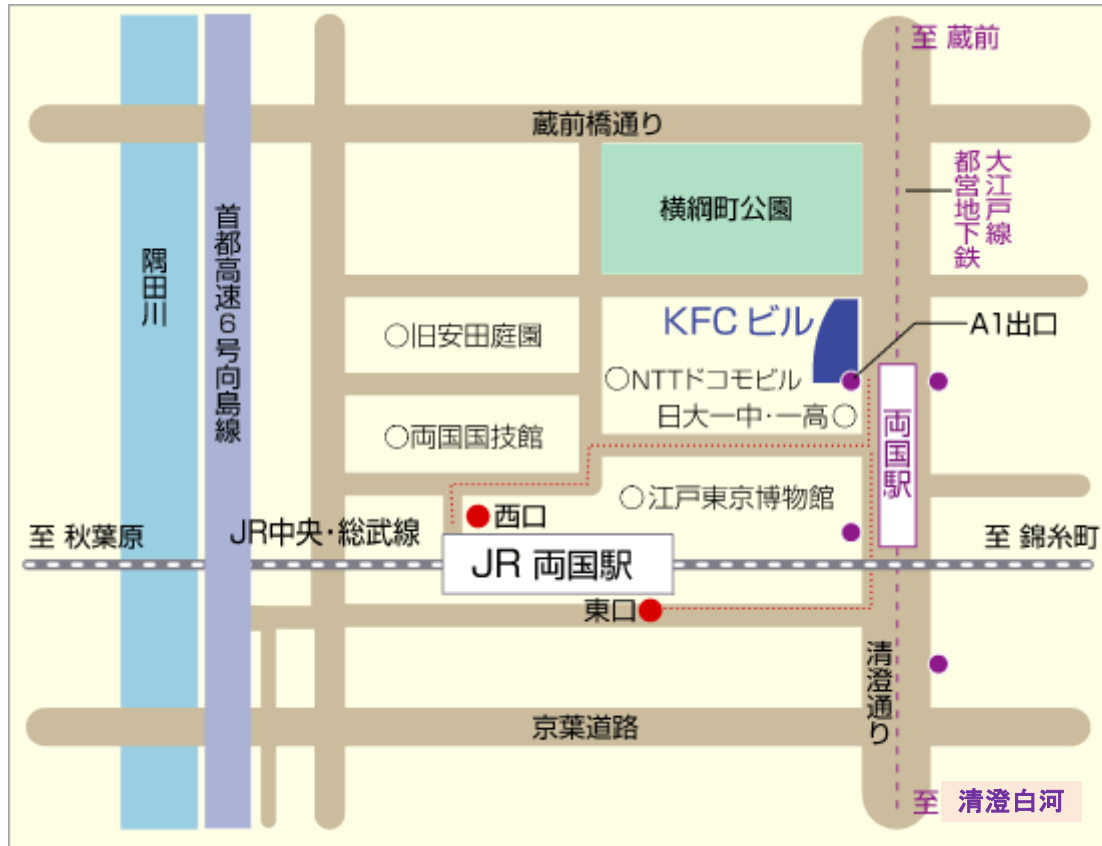 至 蔵前
蔵前橋通り
大江戸線
都営地下鉄
横綱町公園
首都高速6号向島線
隅田川
KFC ビル
A1出口
○旧安田庭園
○NTTドコモビル
日大一中・一高○
両国駅
○両国国技館
○江戸東京博物館
西口
至 秋葉原
JR中央・総武線
至 錦糸町
JR 両国駅
東口
清澄通り
京葉道路
至 清澄白河